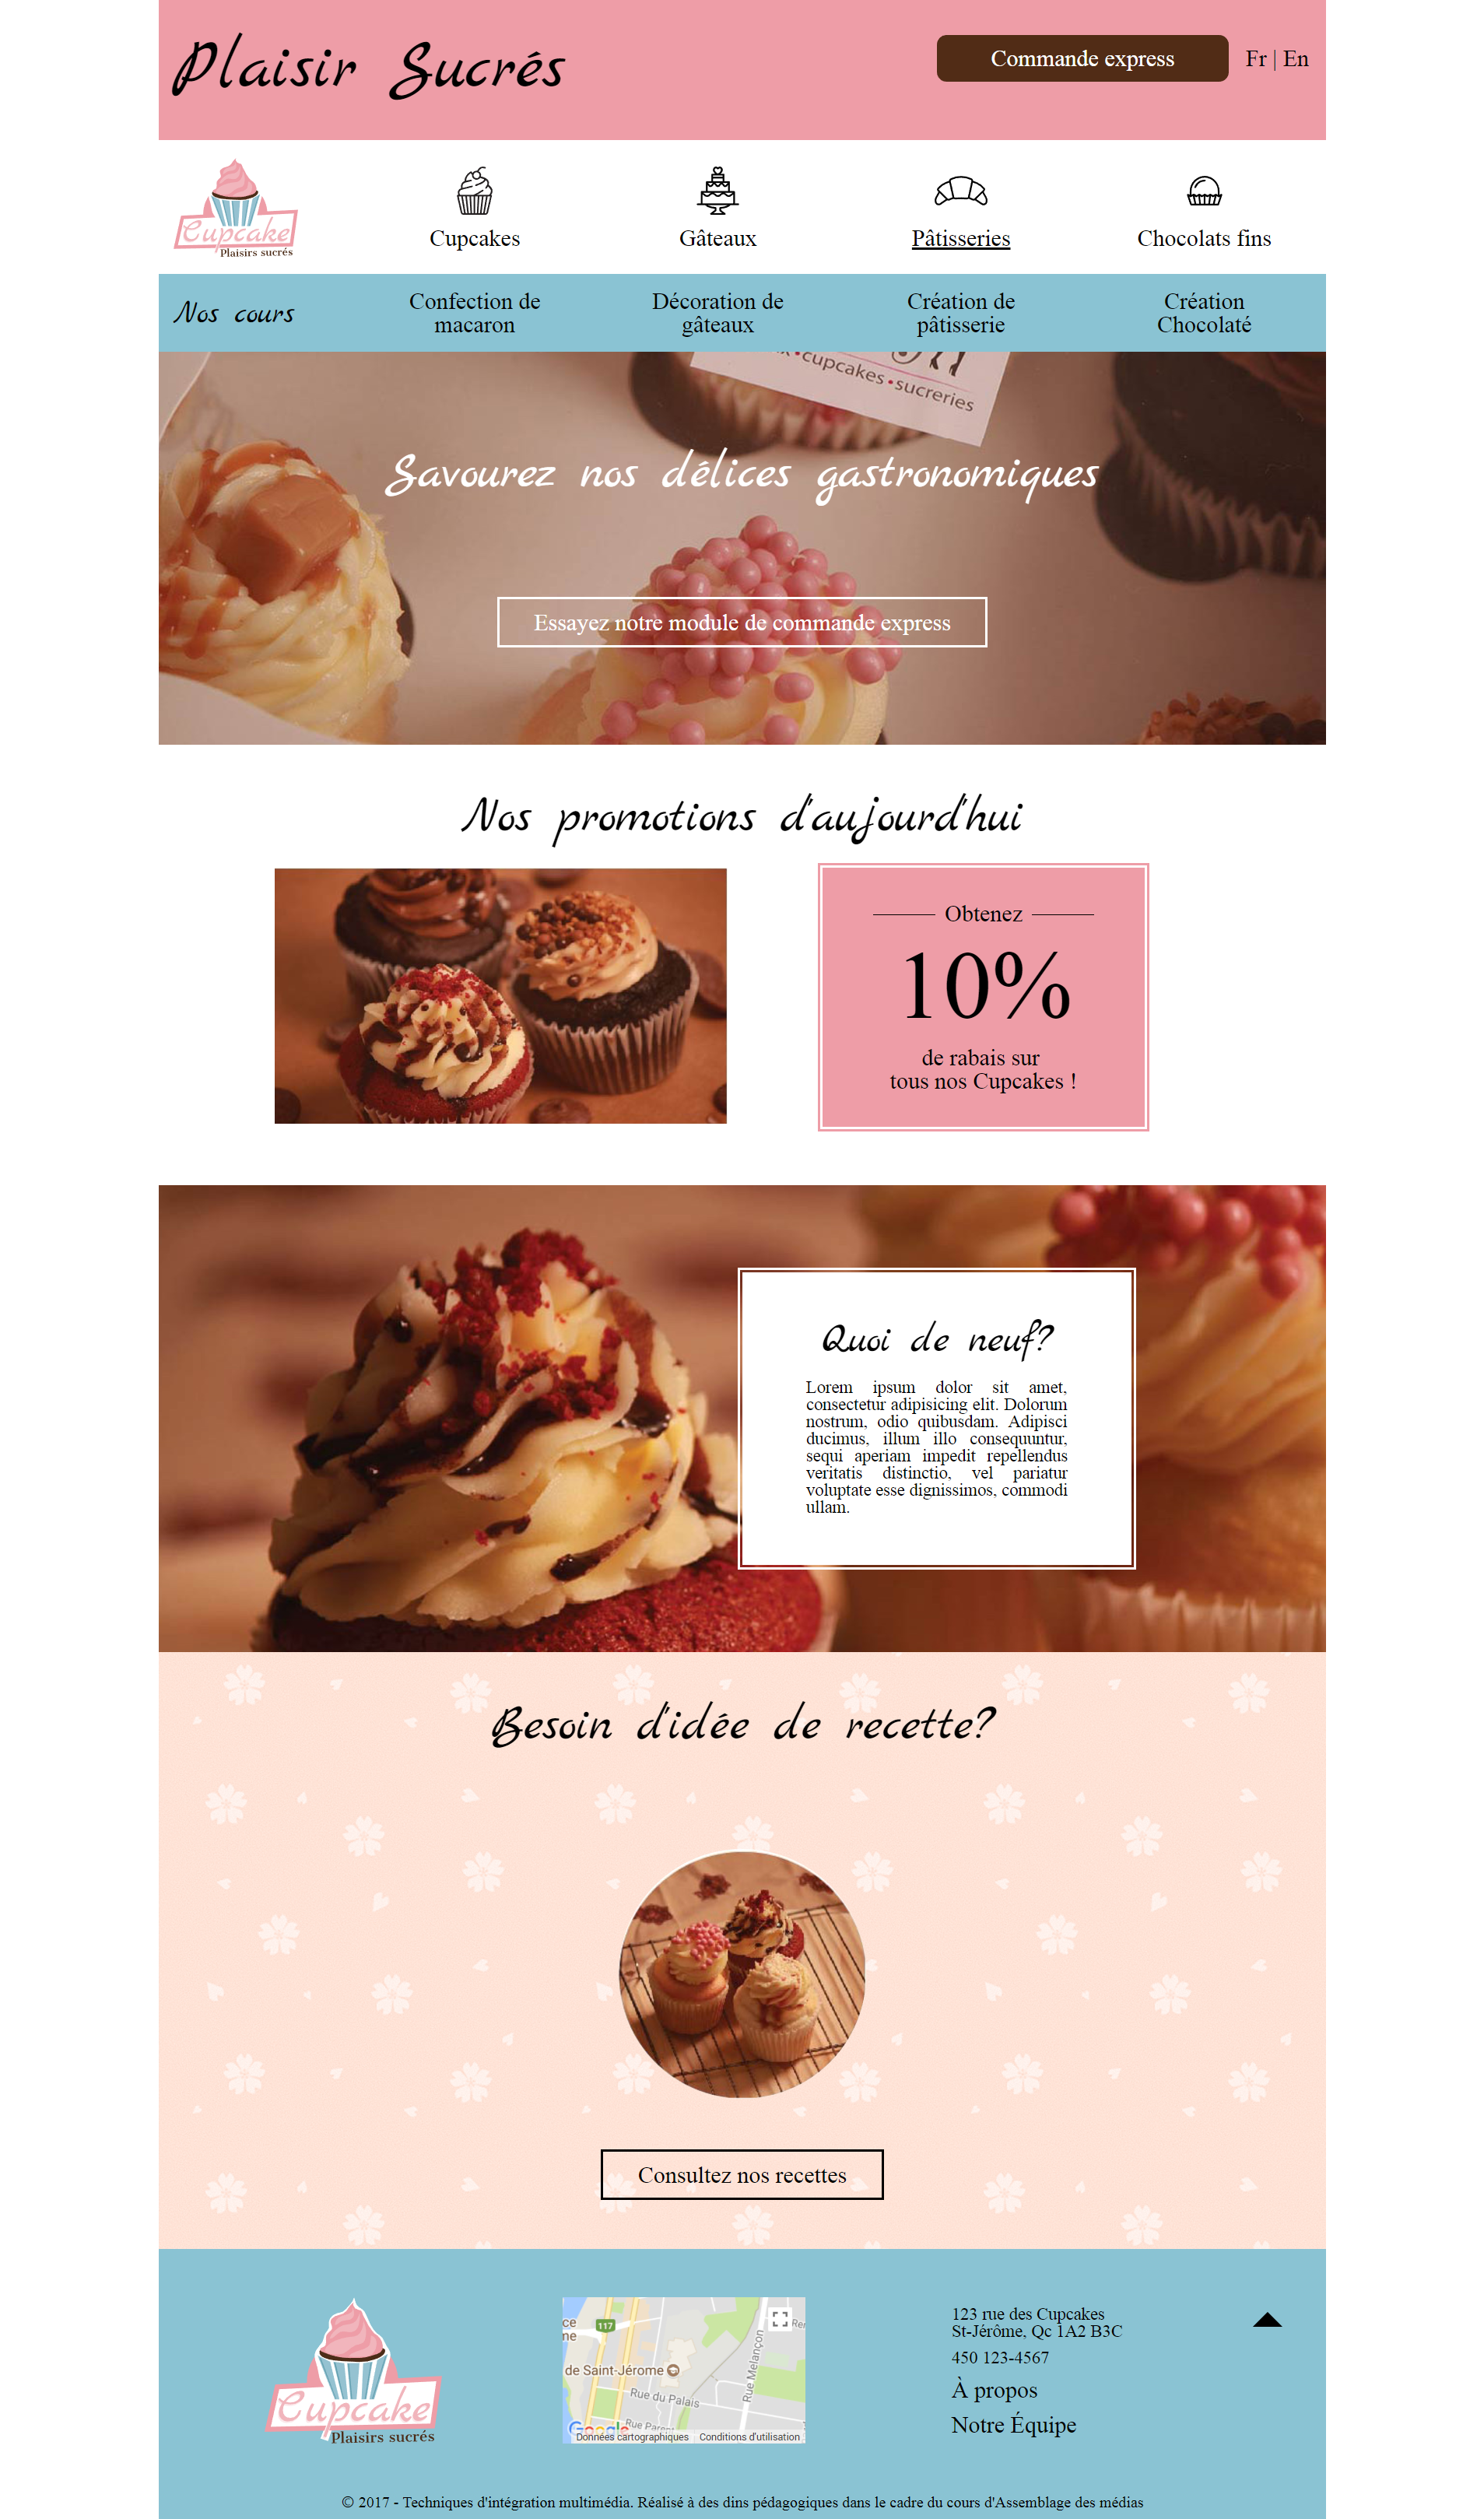 Plaisir Sucrés
Commande express
Fr | En
Cupcake
Plaisirs sucrés
Cupcakes
Gâteaux
Pâtisseries
Chocolats fins
Nos cours
Confection de
macaron
Décoration de
gâteaux
Création de
pâtisserie
Création
Chocolaté
•cupcakes•sucreries
Savourez nos délices gastronomiques
Essayez notre module de commande express
Nos promotions d'aujourd'hui
Obtenez
10%
de rabais sur
tous nos Cupcakes !
Quoi de neuf?
Lorem ipsum dolor sit amet,
consectetur adipisicing elit. Dolorum
nostrum, odio quibusdam. Adipisci
ducimus, illum illo consequuntur,
sequi aperiam impedit repellendus
veritatis distinctio, vel pariatur
voluptate esse dignissimos, commodi
ullam.
Besoin d'idée de recette?
Consultez nos recettes
Cupcake
Plaisirs sucrés
117
de Saint-Jérome
Rue Melançon
Rue du Palais
Rue
Google
Données cartographiques
Conditions d'utilisation
123 rue des Cupcakes
St-Jérôme, Qc 1A2 B3C
450 123-4567
À propos
Notre Équipe
© 2017 - Techniques d'intégration multimédia. Réalisé à des dins pédagogiques dans le cadre du cours d'Assemblage des médias